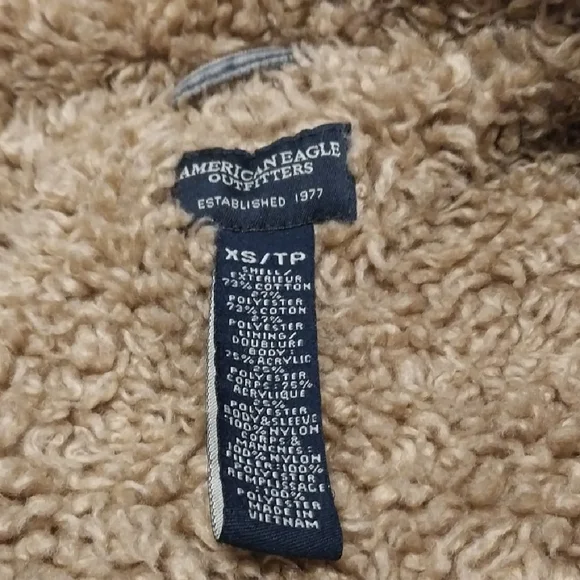 AMERICAN EAGLE
OUTFITTERS
ESTABLISHED 1977
XS/TP
SHELL/
EXTERIEUR
73% COTTON
27%
POLYESTER
73% COTON
27%
POLYESTER
LINING/
DOUBLURE
BODY:
75% ACRYLIC
25%
POLYESTER
CORPS: 75%
ACRYLIQUE
25%
POLYESTER
BODY&SLEEVE
:100% NYLON
CORPS &
MANCHES:
100% NYLON
FILLER:100%
POLYESTER
REMPLISSAGE:
100%
POLYESTER
MADE IN
VIETNAM